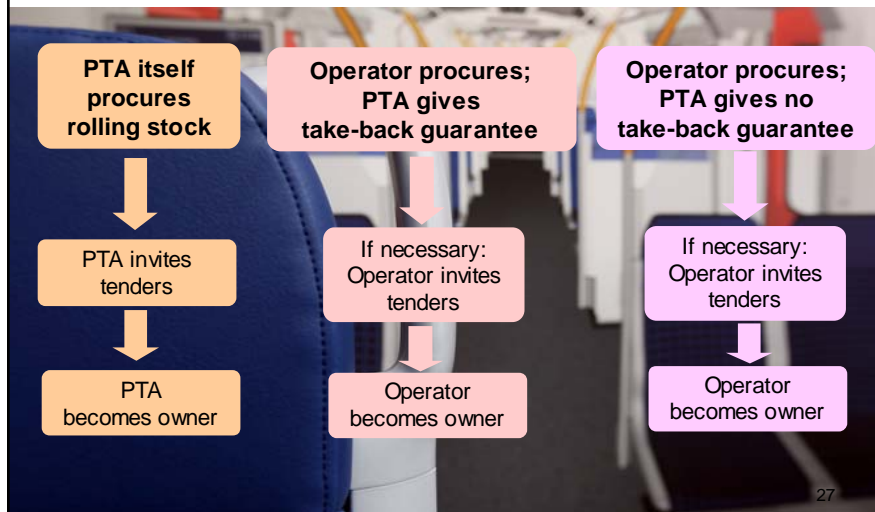 PTA itself
procures
rolling stock
PTA invites
tenders
PTA
becomes owner
Operator procures;
PTA gives
take-back guarantee
If necessary:
Operator invites
tenders
Operator
becomes owner
Operator procures;
PTA gives no
take-back guarantee
If necessary:
Operator invites
tenders
Operator
becomes owner
27